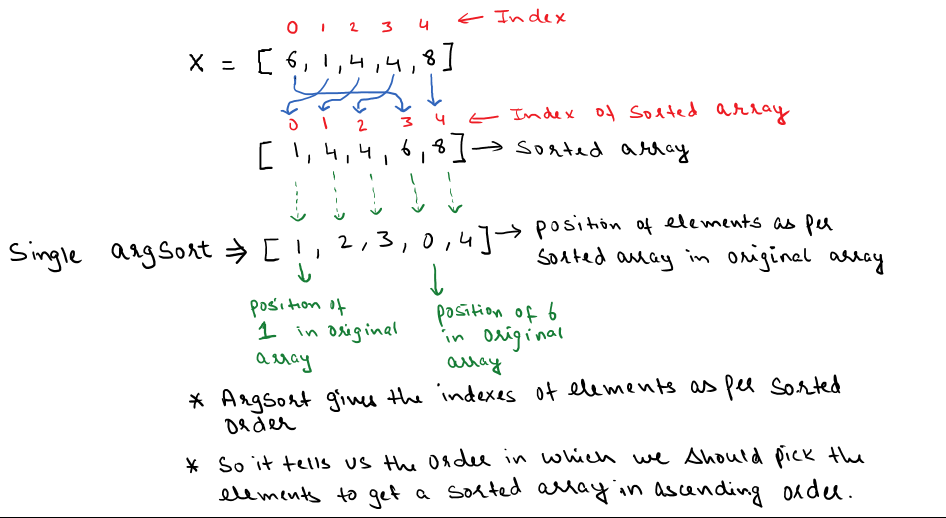 0 1 2 3 4 ← Index
X = [ 6, 1, 4, 4, 8 ]
0 1 2 3 4 ← Index of Sorted array
[ 1, 4, 4, 6, 8 ] → Sorted array
Single argSort ⇒ [ 1, 2, 3, 0, 4 ] → position of elements as per
sorted array in original array
position of
1 in original
array
position of 6
in original
array
* ArgSort gives the indexes of elements as per sorted
order
* So it tells us the order in which we should pick the
elements to get a sorted array in ascending order.